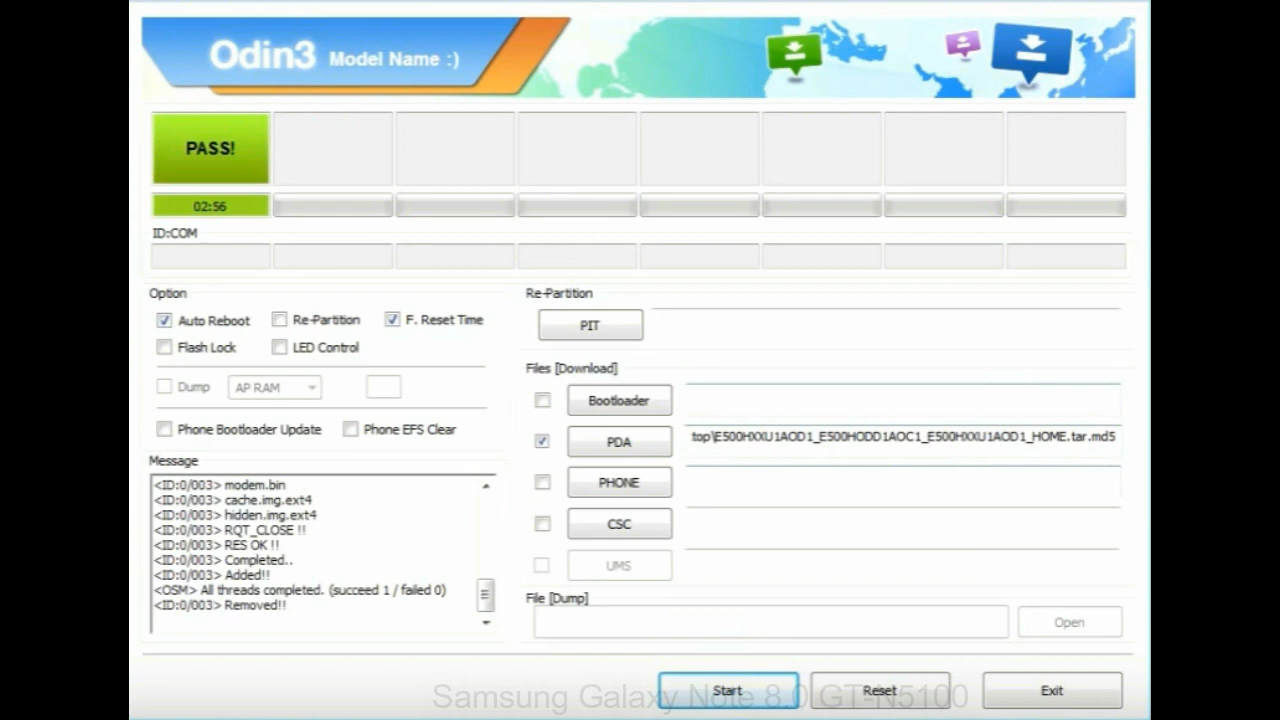 Odin3 Model Name :)
PASS!
02:56
ID:COM
Option
Auto Reboot Re-Partition F. Reset Time
Flash Lock LED Control
Dump AP RAM
Phone Bootloader Update Phone EFS Clear
Message
<ID:0/003> modem.bin
<ID:0/003> cache.img.ext4
<ID:0/003> hidden.img.ext4
<ID:0/003> RQT_CLOSE !!
<ID:0/003> RES OK !!
<ID:0/003> Completed..
<ID:0/003> Added!!
<OSM> All threads completed. (succeed 1 / failed 0)
<ID:0/003> Removed!!
Re-Partition
PIT
Files [Download]
Bootloader
PDA top\E500HXXU1AOD1_E500HODD1AOC1_E500HXXU1AOD1_HOME.tar.md5
PHONE
CSC
UMS
File [Dump]
Open
Start Reset Exit
Samsung Galaxy Note 8.0 GT-N5100